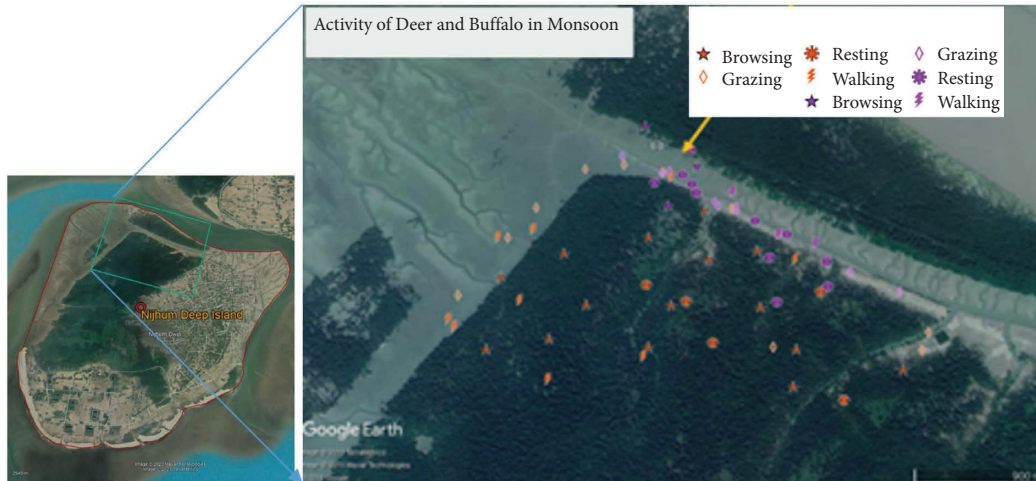 Activity of Deer and Buffalo in Monsoon
Browsing
Grazing
Resting
Walking
Browsing
Grazing
Resting
Walking
Nijhum Deep Island
Google Earth
900